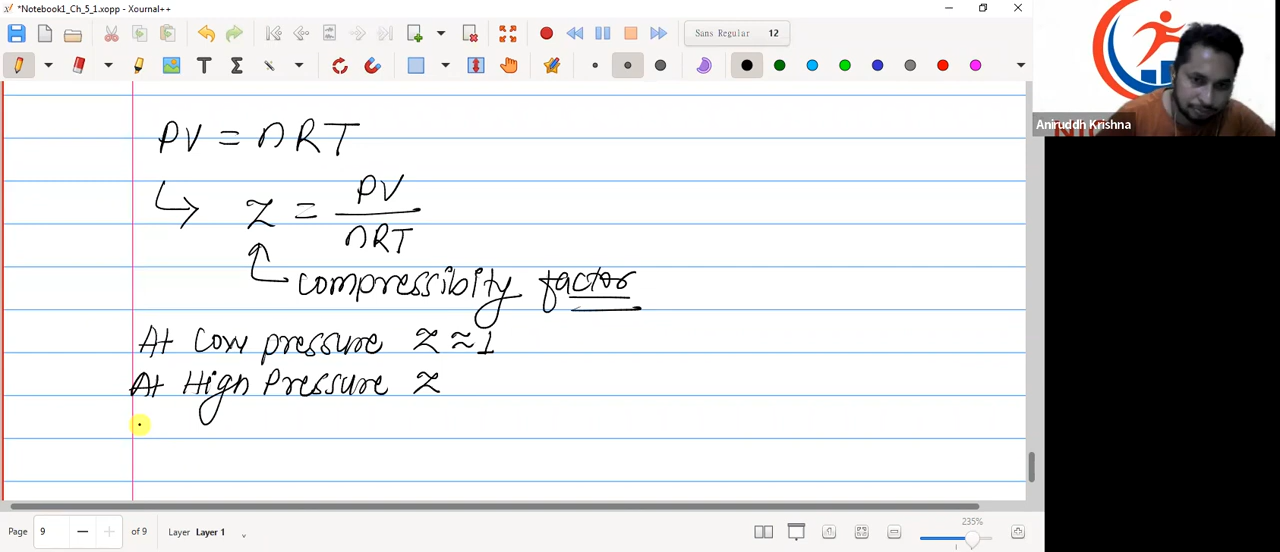 *Notebook1_Ch_5_1.xopp - Xournal++
Sans Regular 12
Aniruddh Krishna
PV = nRT
↳ Z = PV / nRT
compressibity factor
At Low pressure Z ≈ 1
At High Pressure Z
Page 9 of 9 Layer Layer 1 235%